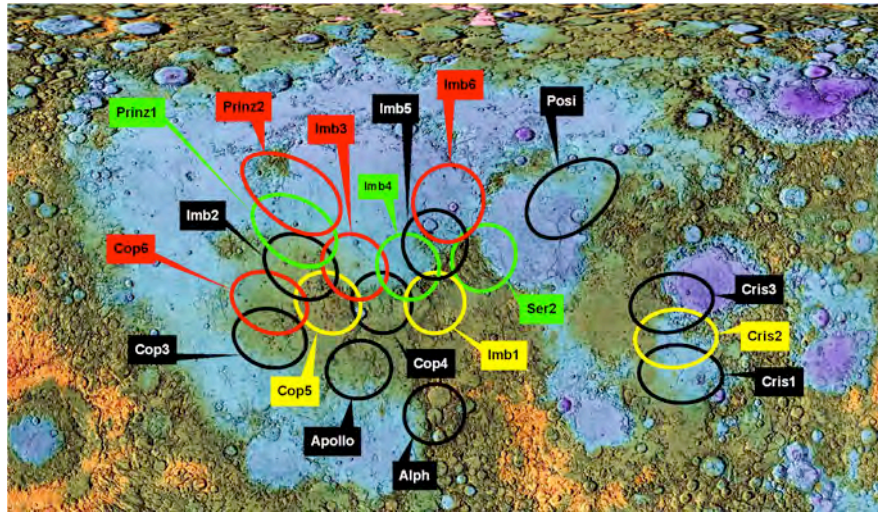 Imb6
Prinz2
Imb5
Posi
Prinz1
Imb3
Imb4
Imb2
Cop6
Cris3
Ser2
Cris2
Cop3
Cop4
Imb1
Cop5
Cris1
Apollo
Alph